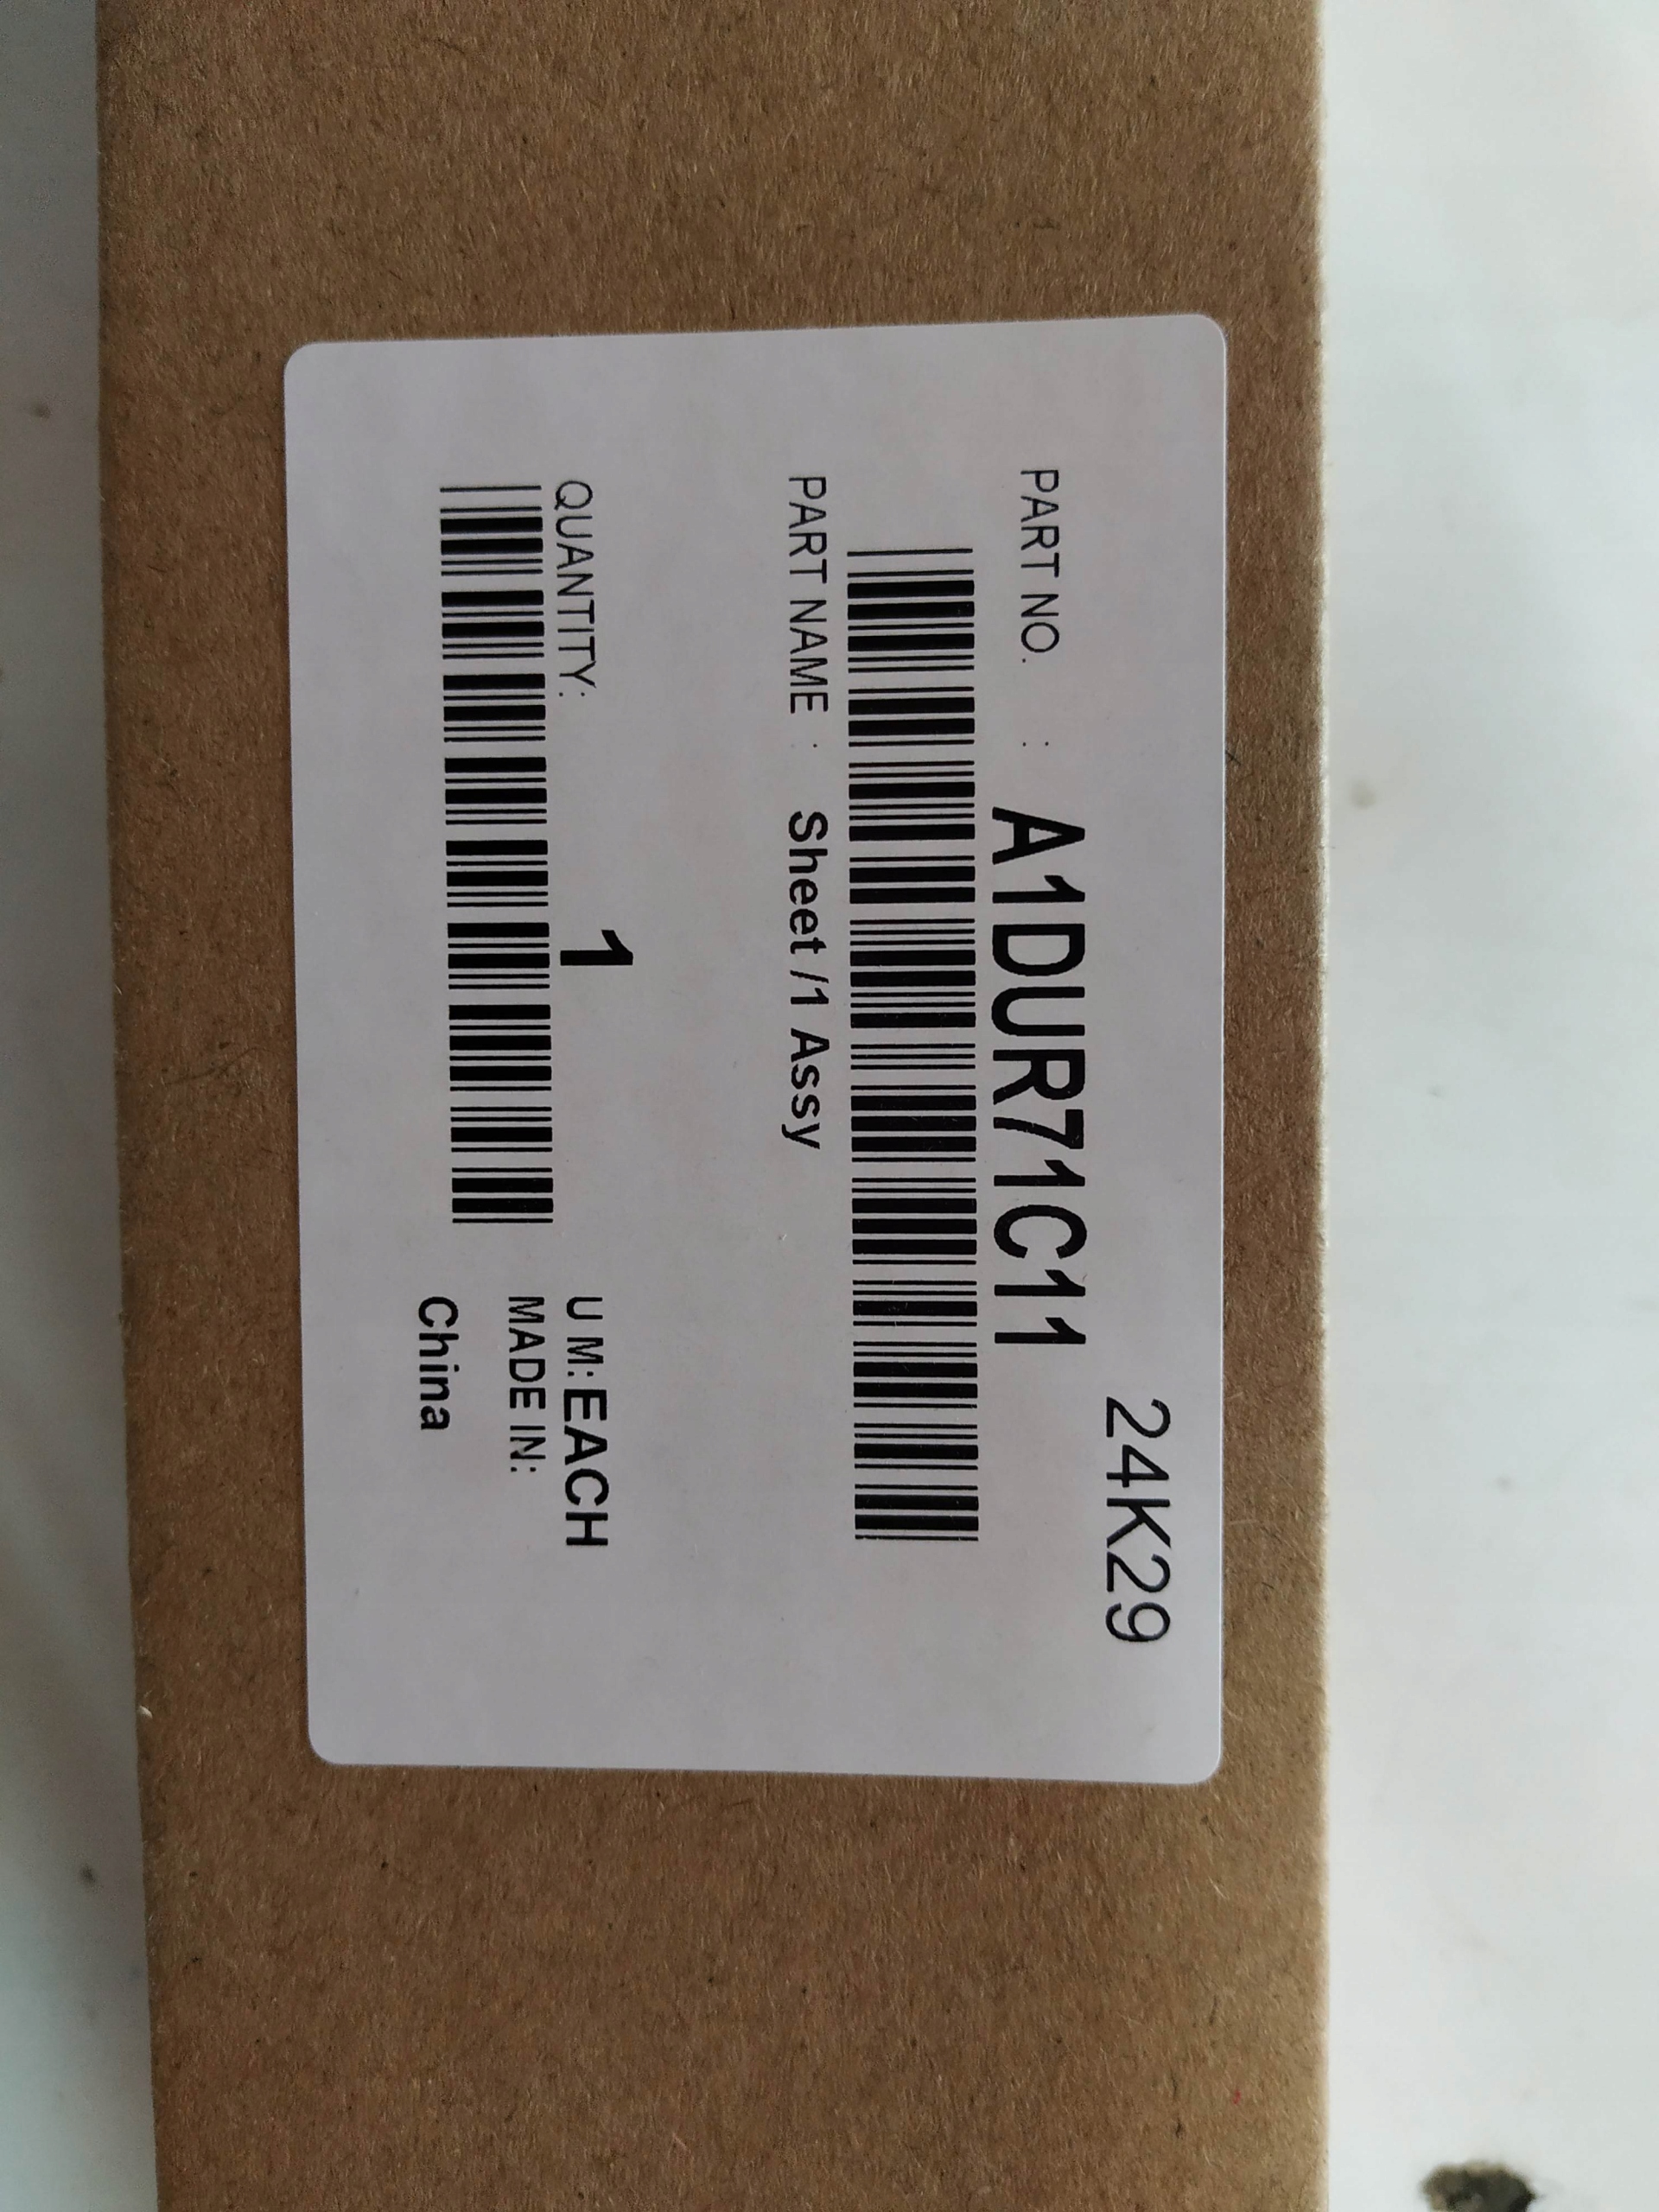 24K29
PART NO. : A1DUR71C11
PART NAME : Sheet /1 Assy
QUANTITY: 1
U M: EACH
MADE IN:
China